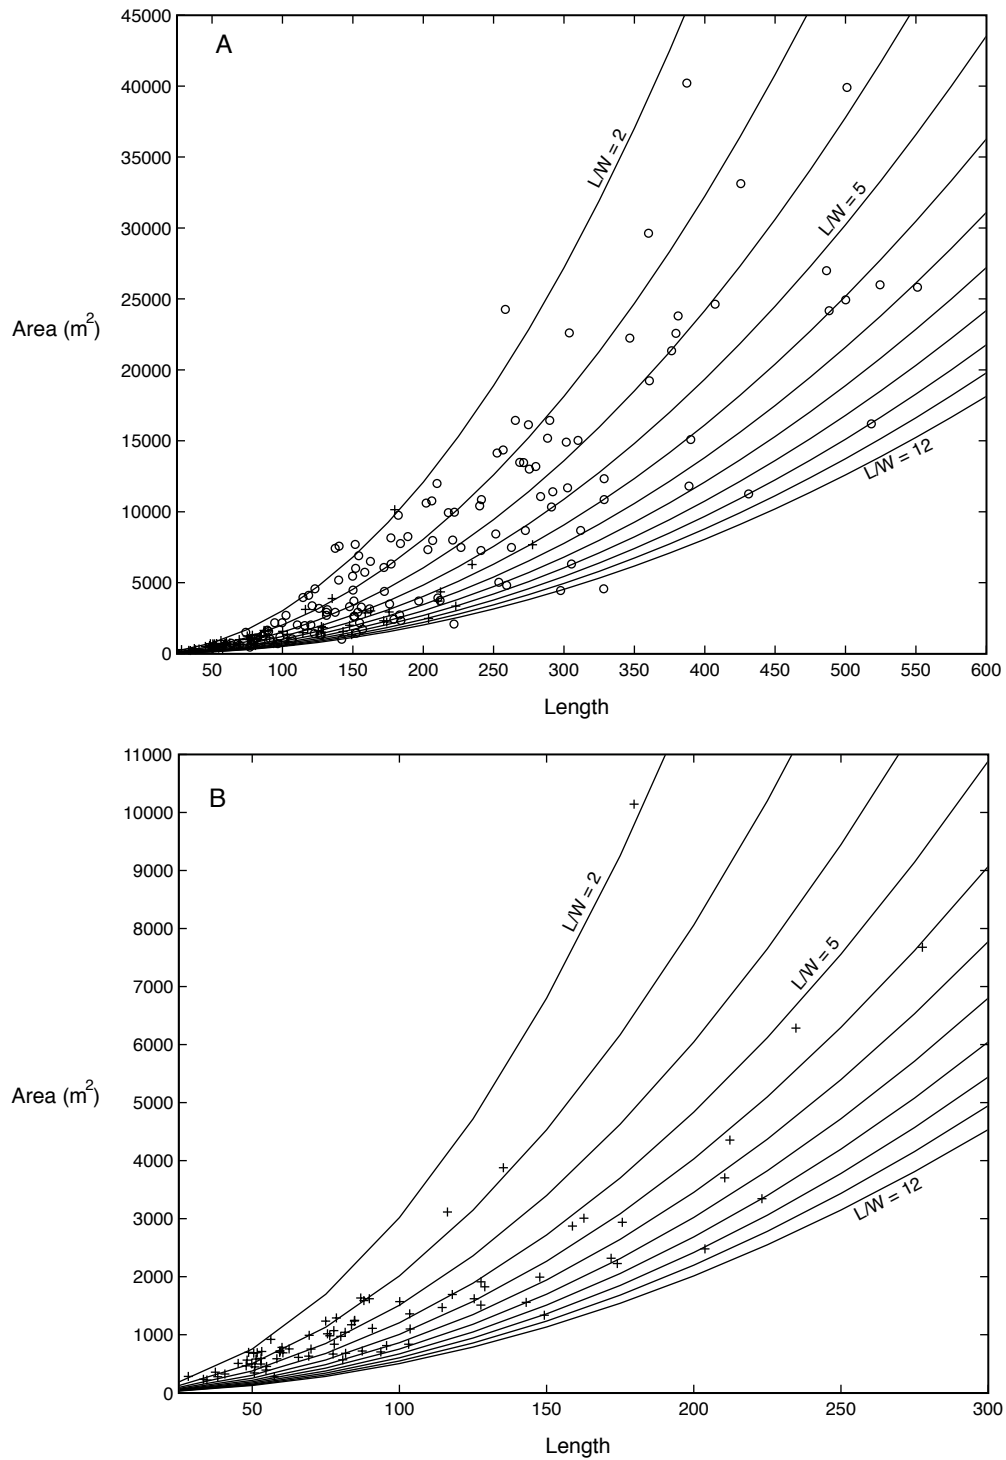 45000
A
40000
35000
L/W = 2
30000
L/W = 5
25000
Area (m²)
20000
15000
L/W = 12
10000
5000
0
50 100 150 200 250 300 350 400 450 500 550 600
Length
11000
B
10000
9000
L/W = 2
8000
L/W = 5
7000
6000
Area (m²)
5000
4000
3000
L/W = 12
2000
1000
0
50 100 150 200 250 300
Length